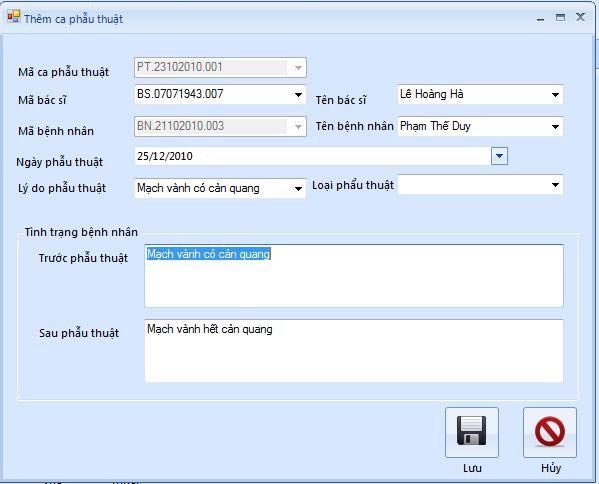 Thêm ca phẫu thuật
Mã ca phẫu thuật PT.23102010.001
Mã bác sĩ BS.07071943.007 Tên bác sĩ Lê Hoàng Hà
Mã bệnh nhân BN.21102010.003 Tên bệnh nhân Phạm Thế Duy
Ngày phẫu thuật 25/12/2010
Lý do phẫu thuật Mạch vành có cản quang Loại phẩu thuật
Tình trạng bệnh nhân
Trước phẫu thuật Mạch vành có cản quang
Sau phẫu thuật Mạch vành hết cản quang
Lưu Hủy